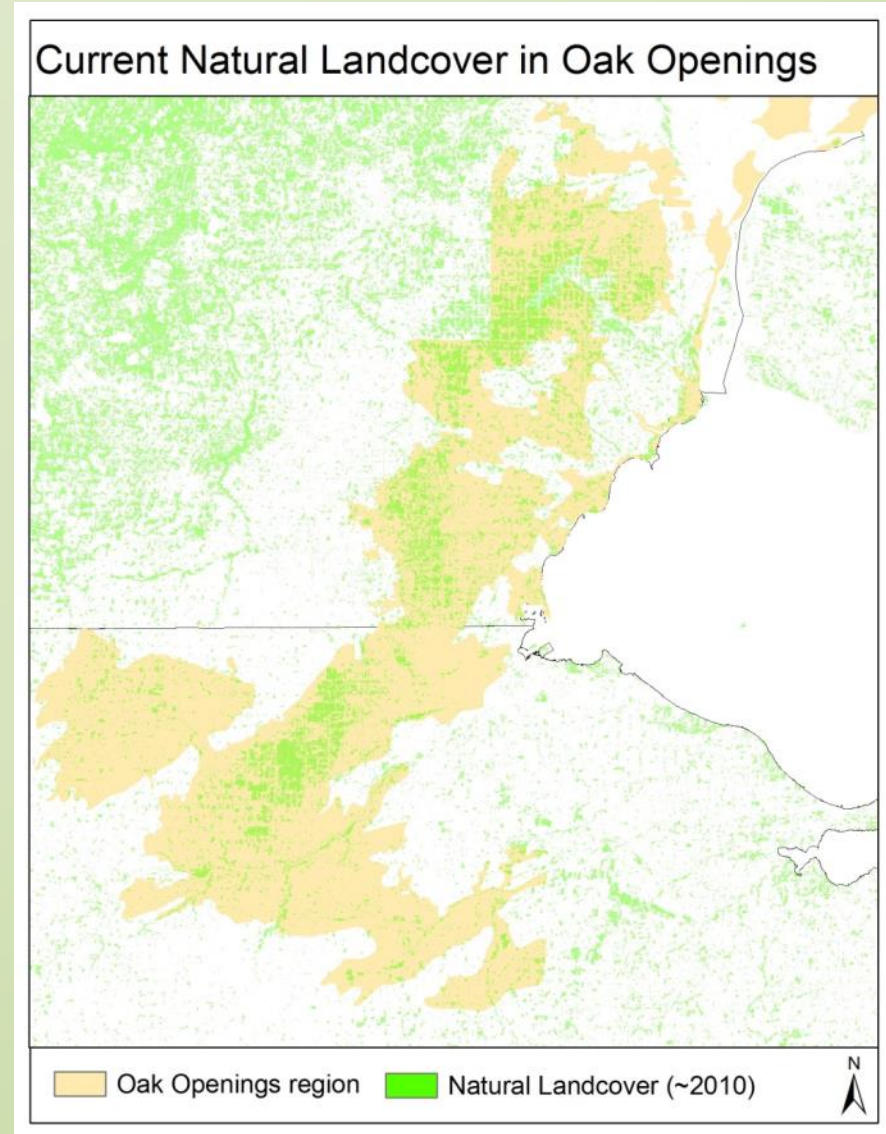 Current Natural Landcover in Oak Openings
Oak Openings region
Natural Landcover (~2010)
N